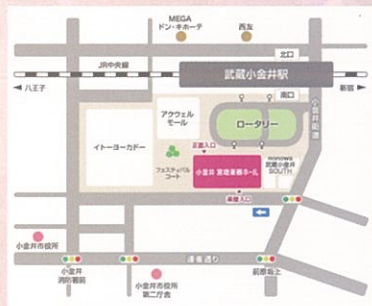 MEGA
ドン・キホーテ
西友
北口
JR中央線
武蔵小金井駅
八王子
南口
新宿
小金井街道
アクウェル
モール
ロータリー
イトーヨーカドー
正面入口
フェスティバル
コート
小金井 宮地楽器ホール
武蔵小金井
SOUTH
楽屋入口
小金井市役所
連雀通り
小金井
消防署前
前原坂上
小金井市役所
第二庁舎